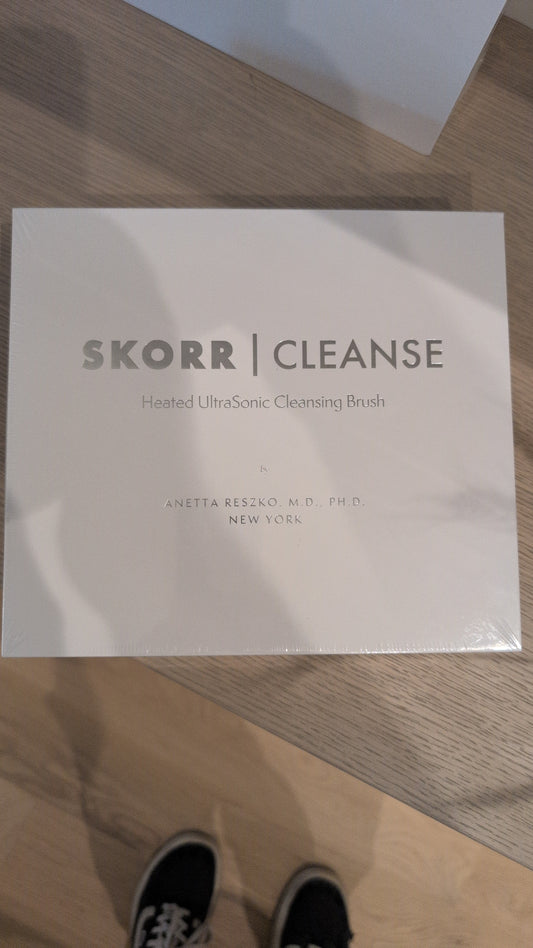 SKORR | CLEANSE
Heated UltraSonic Cleansing Brush
by
ANETTA RESZKO, M.D., PH.D.
NEW YORK